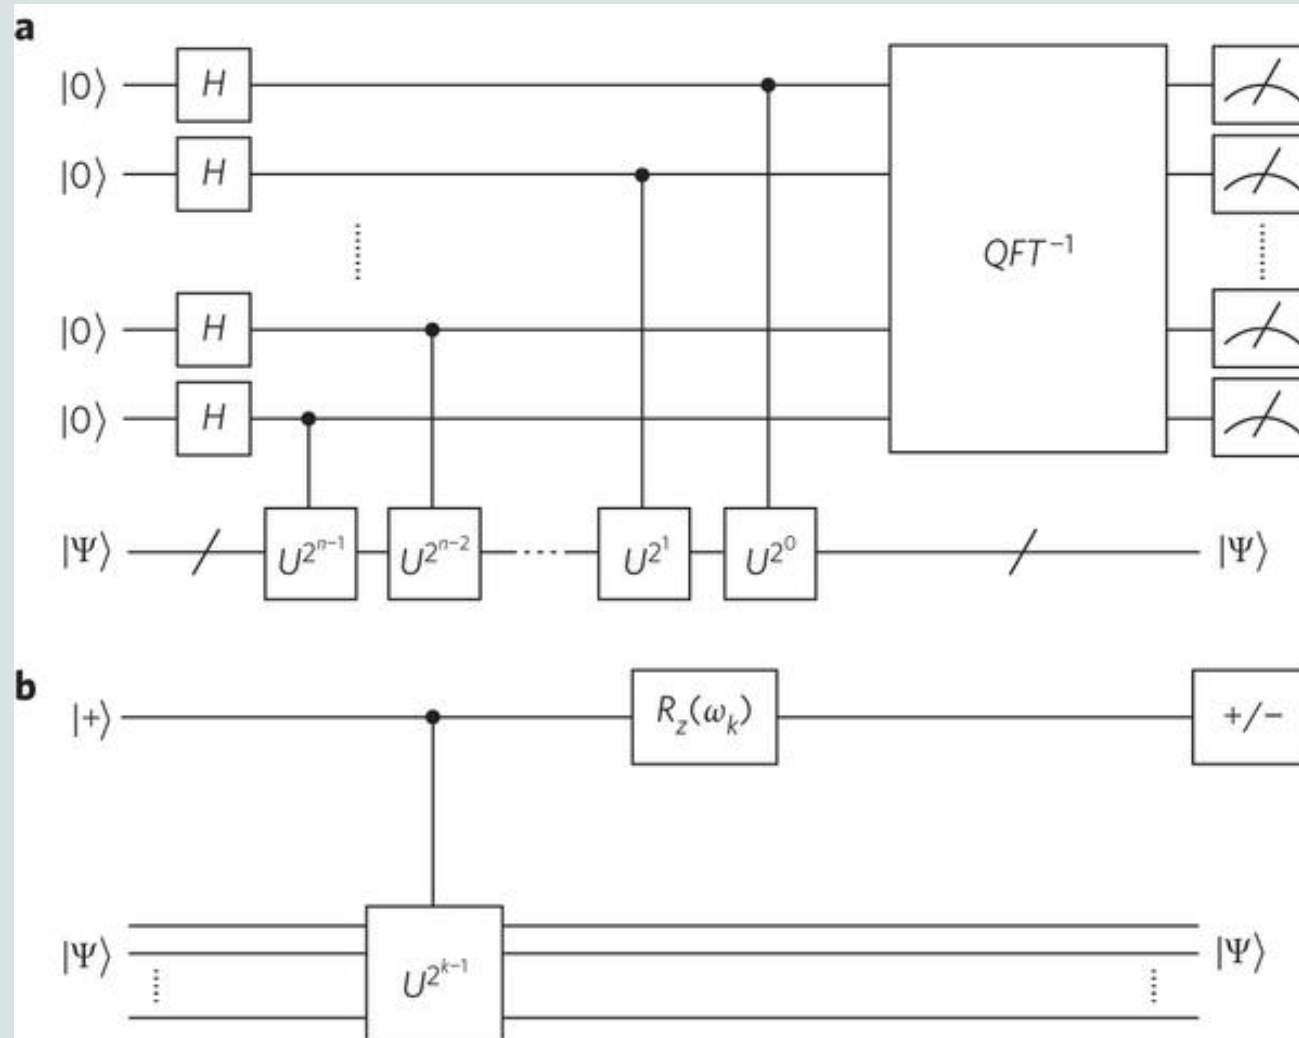 a
|0⟩ H
|0⟩ H
QFT⁻¹
|0⟩ H
|0⟩ H
|Ψ⟩ U^{2^{n−1}} U^{2^{n−2}} U^{2^1} U^{2^0} |Ψ⟩
b
|+⟩ R_z(ω_k) +/−
|Ψ⟩ U^{2^{k−1}} |Ψ⟩